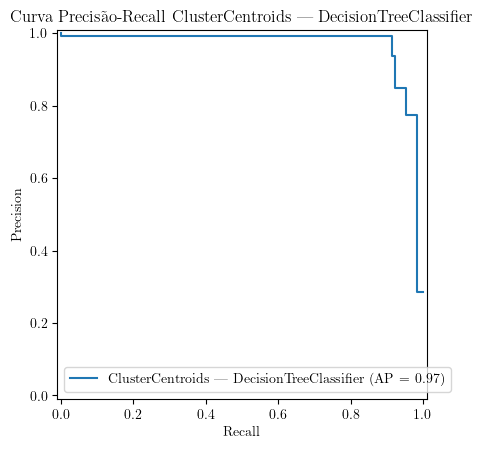 Curva Precisão-Recall ClusterCentroids — DecisionTreeClassifier
1.0
0.8
0.6
0.4
0.2
0.0
Precision
ClusterCentroids — DecisionTreeClassifier (AP = 0.97)
0.0 0.2 0.4 0.6 0.8 1.0
Recall